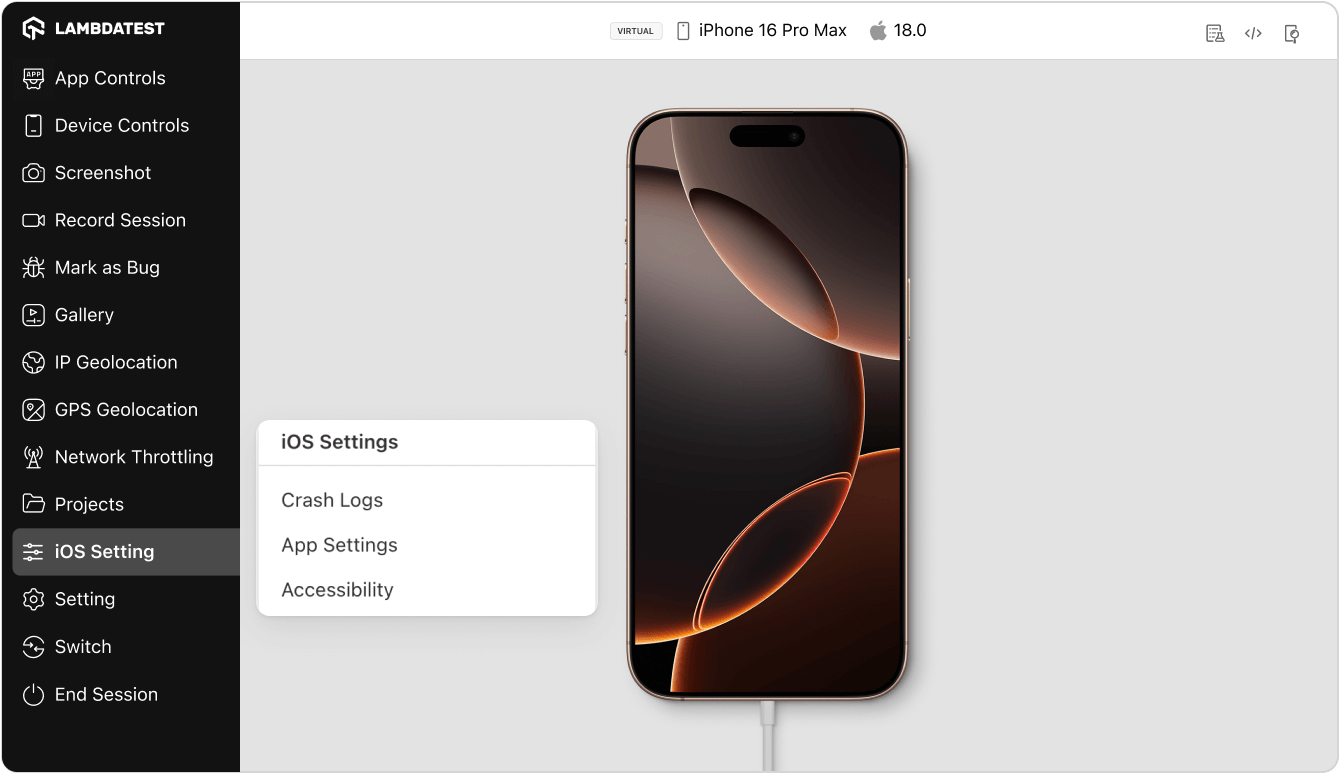 LAMBDATEST
VIRTUAL
iPhone 16 Pro Max
18.0
APP
App Controls
Device Controls
Screenshot
Record Session
Mark as Bug
Gallery
IP Geolocation
GPS Geolocation
Network Throttling
Projects
iOS Setting
Setting
Switch
End Session
iOS Settings
Crash Logs
App Settings
Accessibility